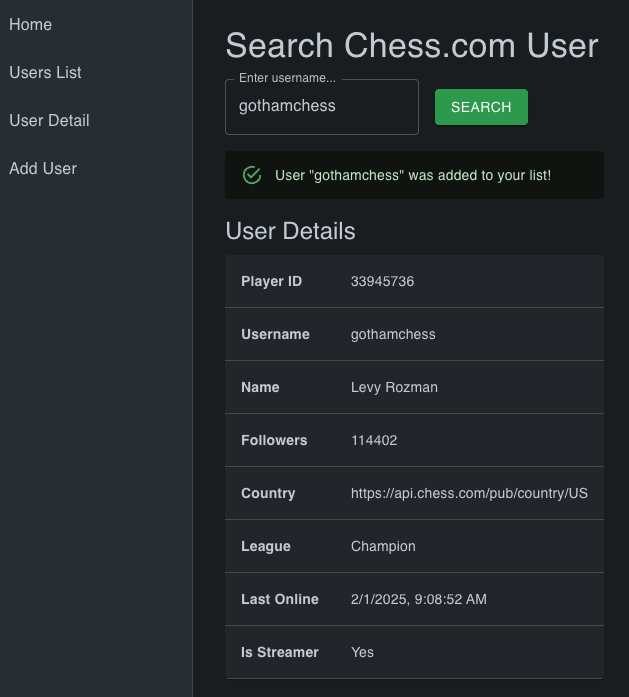 Home
Users List
User Detail
Add User
Search Chess.com User
Enter username...
gothamchess
SEARCH
User "gothamchess" was added to your list!
User Details
Player ID 33945736
Username gothamchess
Name Levy Rozman
Followers 114402
Country https://api.chess.com/pub/country/US
League Champion
Last Online 2/1/2025, 9:08:52 AM
Is Streamer Yes